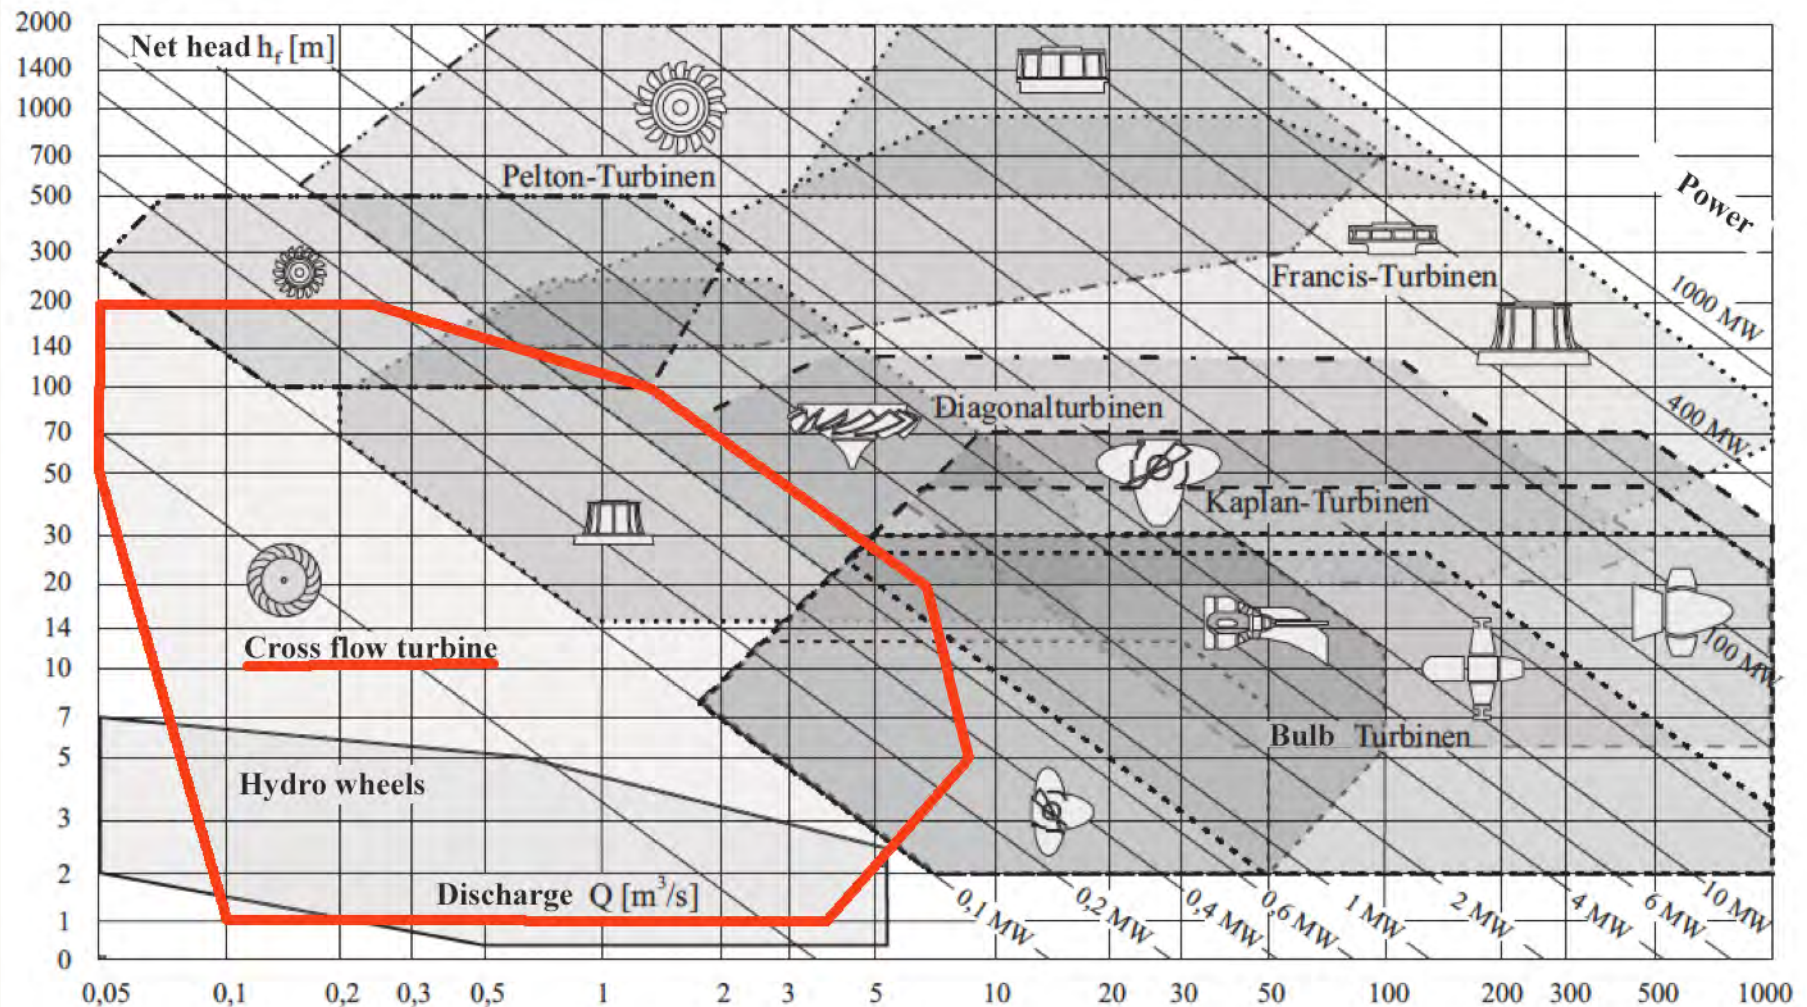 2000
Net head hf [m]
1400
1000
700
Pelton-Turbinen
Power
500
300
Francis-Turbinen
200
1000 MW
140
100
Diagonalturbinen
400 MW
70
50
Kaplan-Turbinen
30
20
14
Cross flow turbine
100 MW
10
7
Bulb Turbinen
5
Hydro wheels
3
2
Discharge Q [m³/s]
0,1 MW
0,2 MW
0,4 MW
0,6 MW
1 MW
2 MW
4 MW
6 MW
10 MW
1
0
0,05 0,1 0,2 0,3 0,5 1 2 3 5 10 20 30 50 100 200 300 500 1000